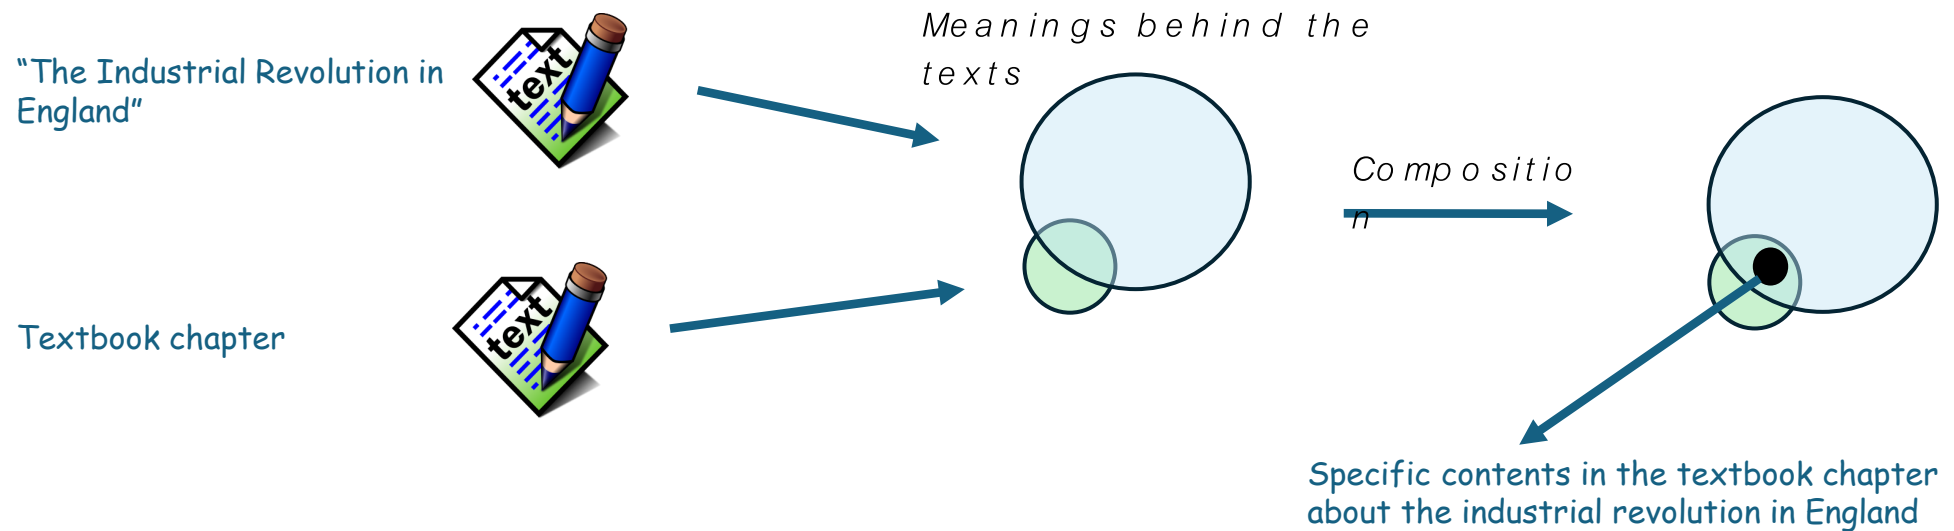 “The Industrial Revolution in
England”
text
Meanings behind the
texts
Compositio
n
Textbook chapter
text
Specific contents in the textbook chapter
about the industrial revolution in England